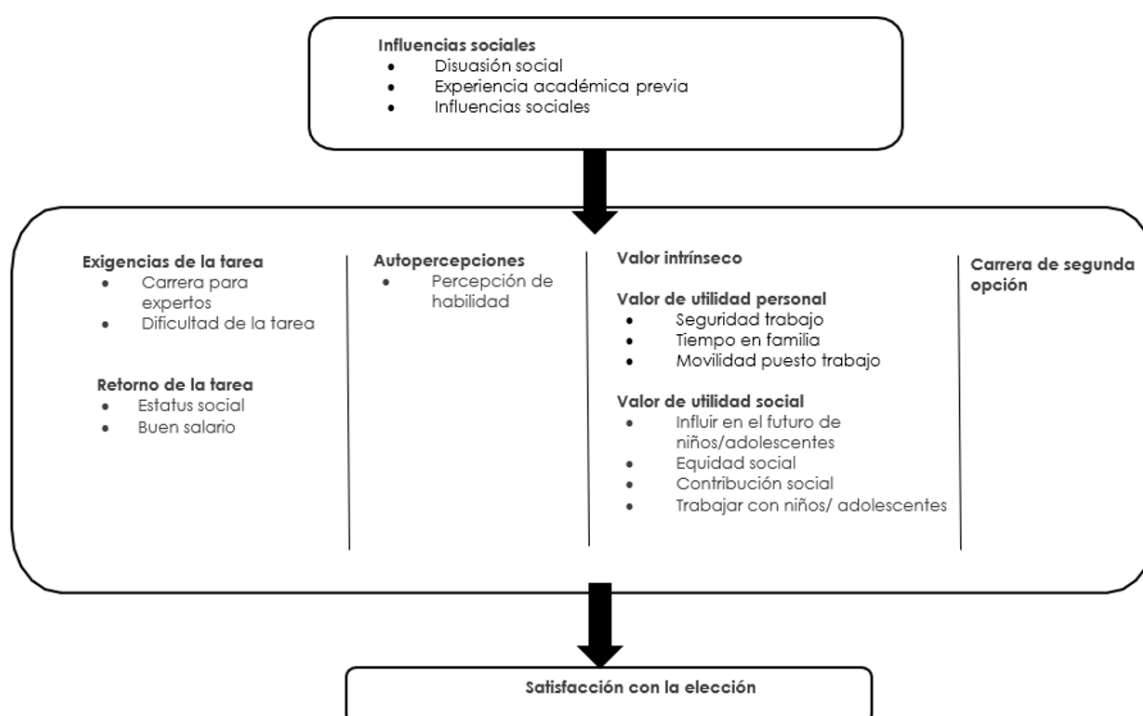 Influencias sociales
• Disuasión social
• Experiencia académica previa
• Influencias sociales
Exigencias de la tarea
• Carrera para
expertos
• Dificultad de la tarea
Retorno de la tarea
• Estatus social
• Buen salario
Autopercepciones
• Percepción de
habilidad
Valor intrínseco
Valor de utilidad personal
• Seguridad trabajo
• Tiempo en familia
• Movilidad puesto trabajo
Valor de utilidad social
• Influir en el futuro de
niños/adolescentes
• Equidad social
• Contribución social
• Trabajar con niños/ adolescentes
Carrera de segunda
opción
Satisfacción con la elección